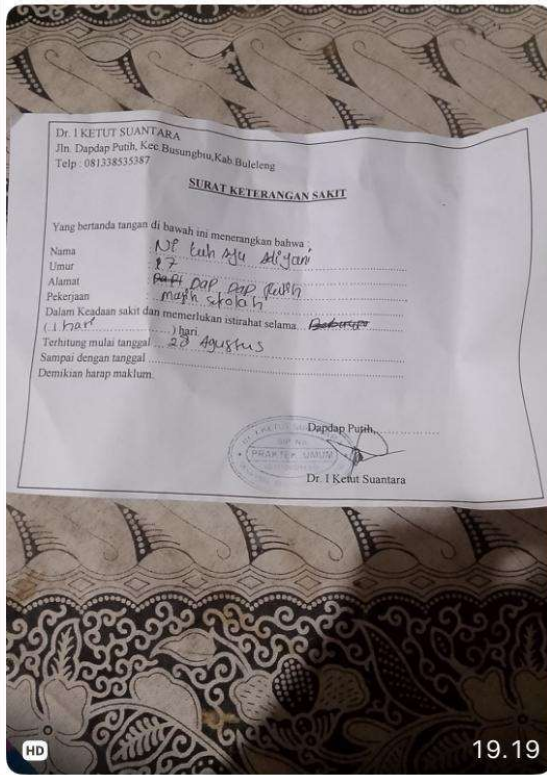 Dr. I KETUT SUANTARA
Jln. Dapdap Putih, Kec.Busungbiu,Kab.Buleleng
Telp : 081338535387
SURAT KETERANGAN SAKIT
Yang bertanda tangan di bawah ini menerangkan bahwa ;
Nama : Ni Luh Ayu
Umur : 17
Alamat : Dap Dap Putih
Pekerjaan : masih sekolah
Dalam Keadaan sakit dan memerlukan istirahat selama
( 1 hari ) hari
Terhitung mulai tanggal Agustus
Sampai dengan tanggal
Demikian harap maklum.
Dapdap Putih,
PRAKTEK UMUM
Dr. I Ketut Suantara
HD
19.19